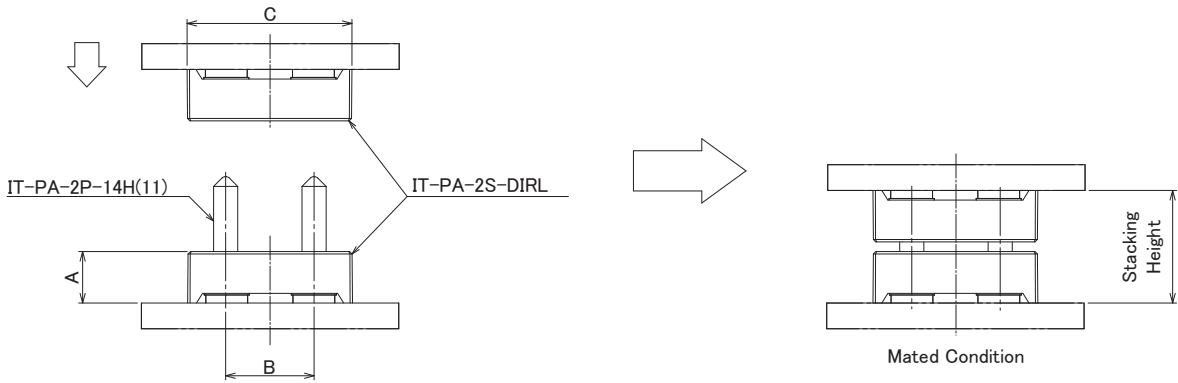 C
IT-PA-2P-14H(11)
IT-PA-2S-DIRL
A
B
Stacking
Height
Mated Condition